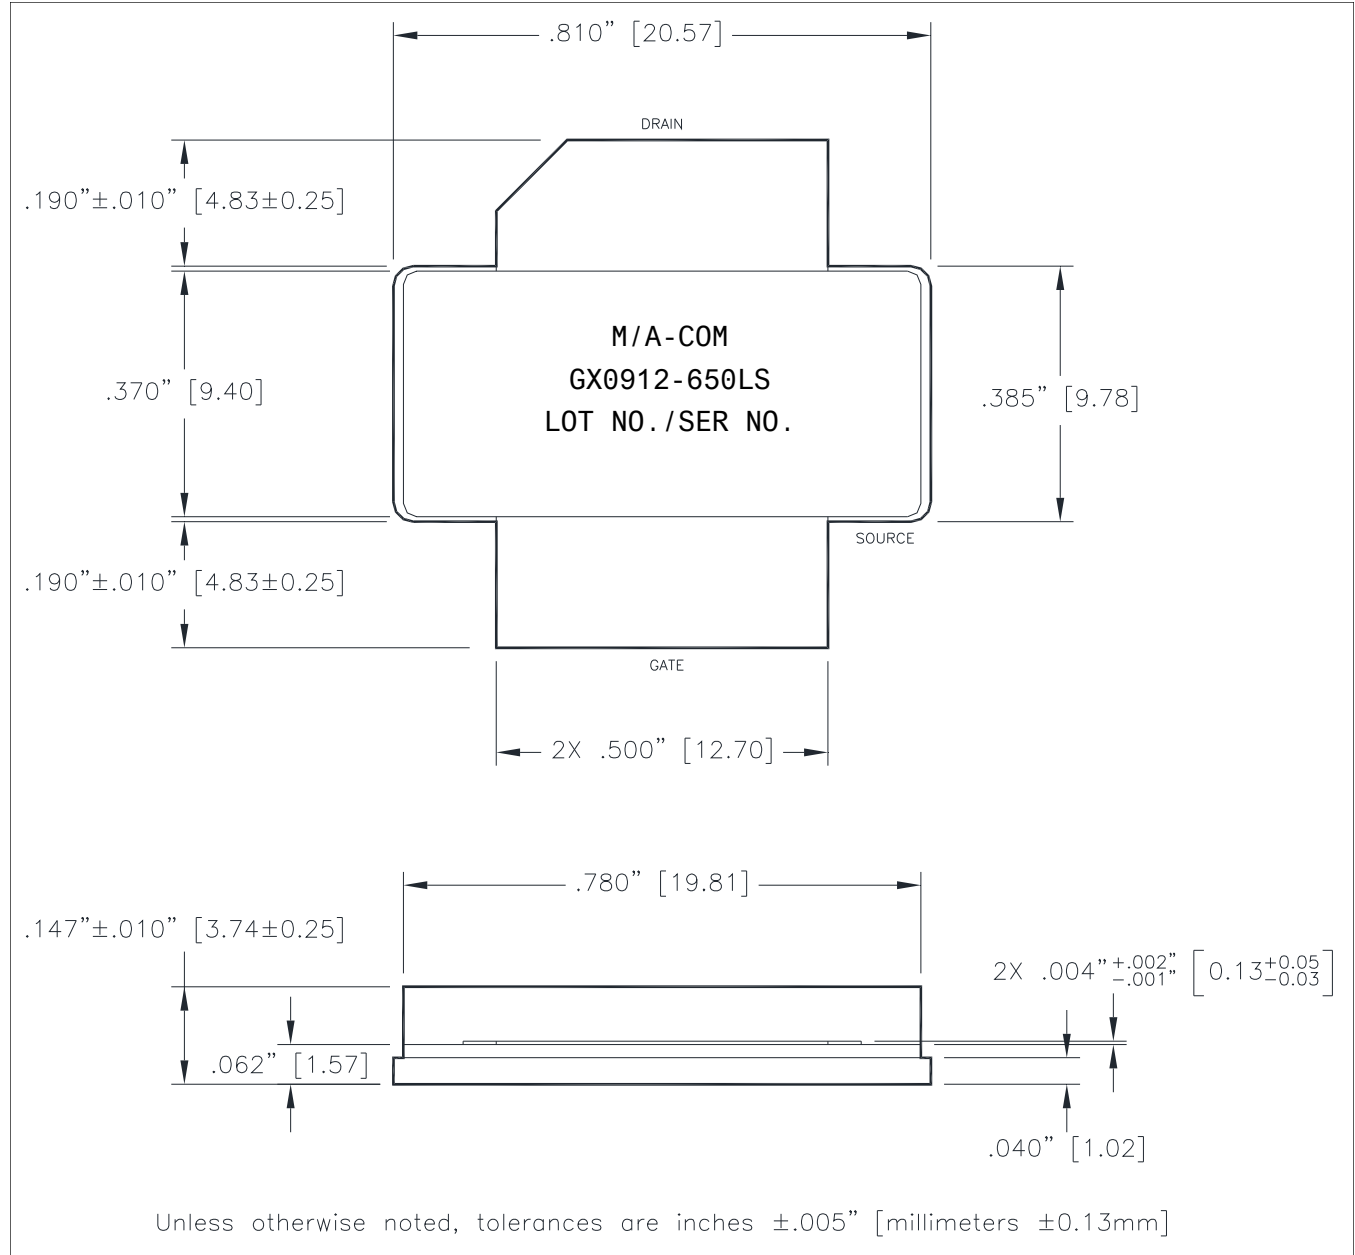 .810” [20.57]
DRAIN
.190”±.010” [4.83±0.25]
M/A-COM
GX0912-650LS
LOT NO./SER NO.
.370” [9.40]
.385” [9.78]
SOURCE
.190”±.010” [4.83±0.25]
GATE
2X .500” [12.70]
.780” [19.81]
.147”±.010” [3.74±0.25]
2X .004” +.002” -.001” [0.13 +0.05 -0.03]
.062” [1.57]
.040” [1.02]
Unless otherwise noted, tolerances are inches ±.005” [millimeters ±0.13mm]